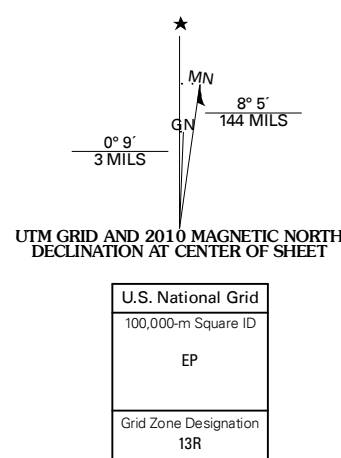 ★
MN
8° 5´
144 MILS
GN
0° 9´
3 MILS
UTM GRID AND 2010 MAGNETIC NORTH
DECLINATION AT CENTER OF SHEET
U.S. National Grid
100,000-m Square ID
EP
Grid Zone Designation
13R